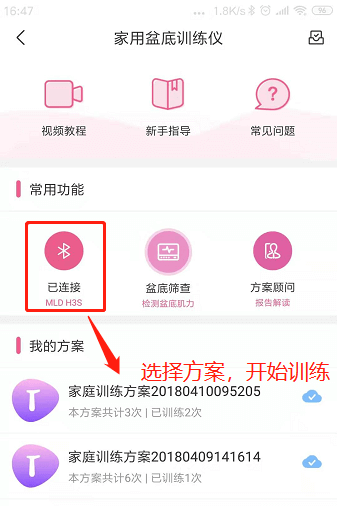 16:47
... 1.8K/s 96
家用盆底训练仪
视频教程 新手指导 常见问题
常用功能
已连接 盆底筛查 方案顾问
MLD H3S 检测盆底肌力 报告解读
我的方案
选择方案，开始训练
家庭训练方案20180410095205
本方案共计3次 | 已训练2次
家庭训练方案20180409141614
本方案共计6次 | 已训练1次